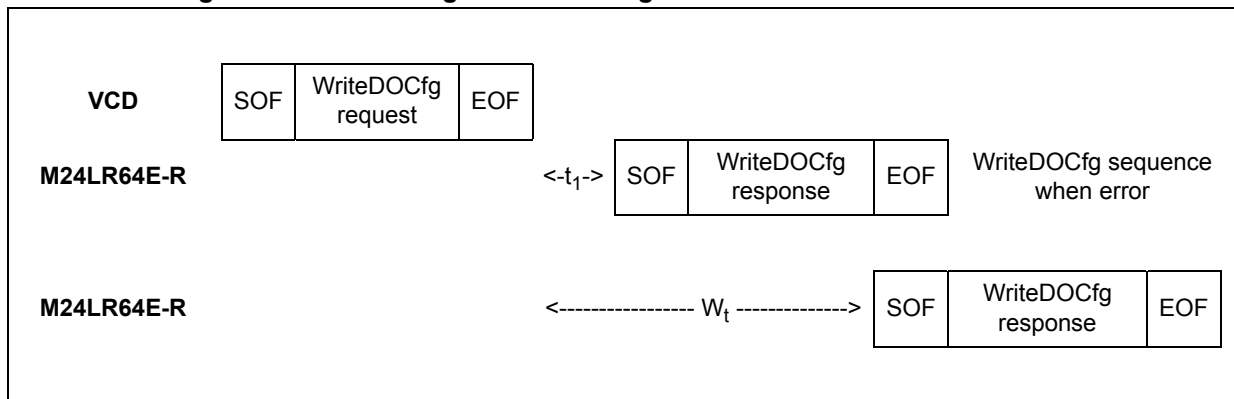 VCD SOF WriteDOCfg request EOF
M24LR64E-R <-t1-> SOF WriteDOCfg response EOF WriteDOCfg sequence when error
M24LR64E-R <----------------- Wt --------------> SOF WriteDOCfg response EOF